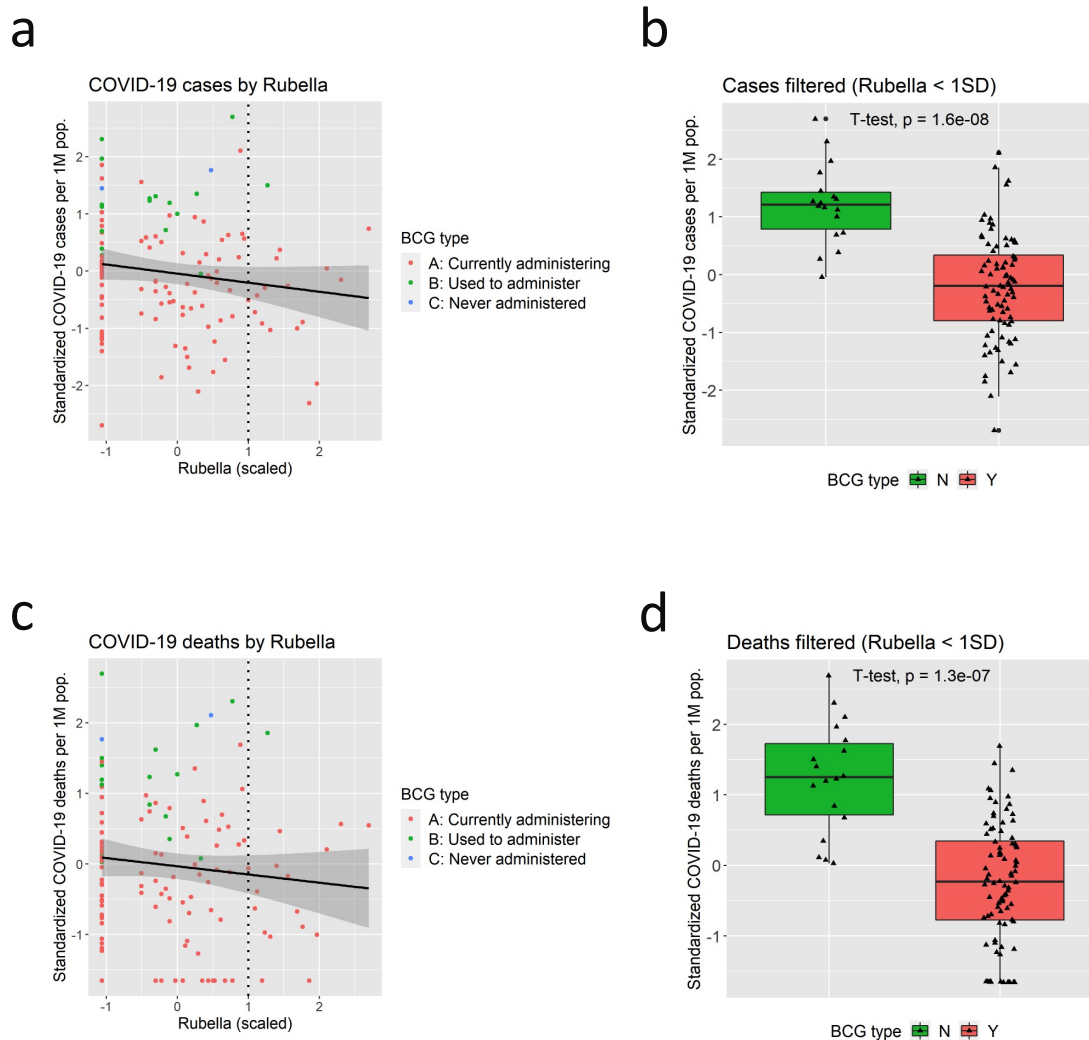 a
COVID-19 cases by Rubella
Standardized COVID-19 cases per 1M pop.
2
1
0
-1
-2
-1
0
1
2
Rubella (scaled)
BCG type
A: Currently administering
B: Used to administer
C: Never administered
b
Cases filtered (Rubella < 1SD)
T-test, p = 1.6e-08
Standardized COVID-19 cases per 1M pop.
2
1
0
-1
-2
BCG type N Y
c
COVID-19 deaths by Rubella
Standardized COVID-19 deaths per 1M pop.
2
1
0
-1
-1
0
1
2
Rubella (scaled)
BCG type
A: Currently administering
B: Used to administer
C: Never administered
d
Deaths filtered (Rubella < 1SD)
T-test, p = 1.3e-07
Standardized COVID-19 deaths per 1M pop.
2
1
0
-1
BCG type N Y